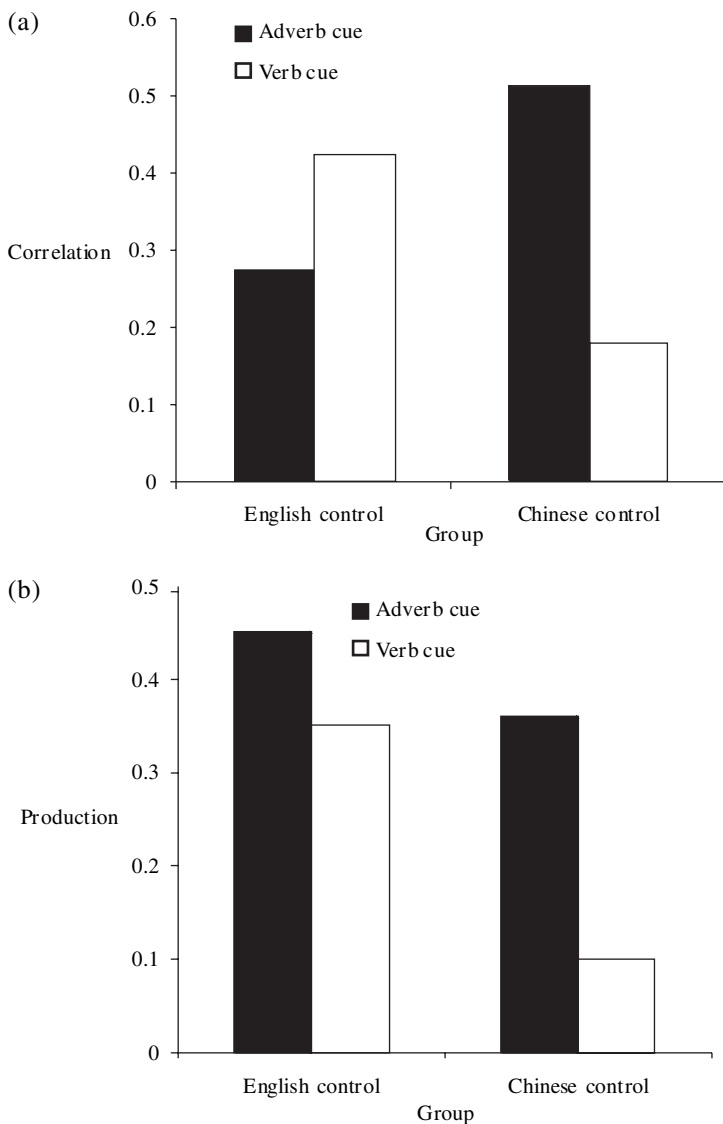 (a)
0.6
Adverb cue
Verb cue
0.5
0.4
Correlation
0.3
0.2
0.1
0
English control
Chinese control
Group
(b)
0.5
Adverb cue
Verb cue
0.4
0.3
Production
0.2
0.1
0
English control
Chinese control
Group